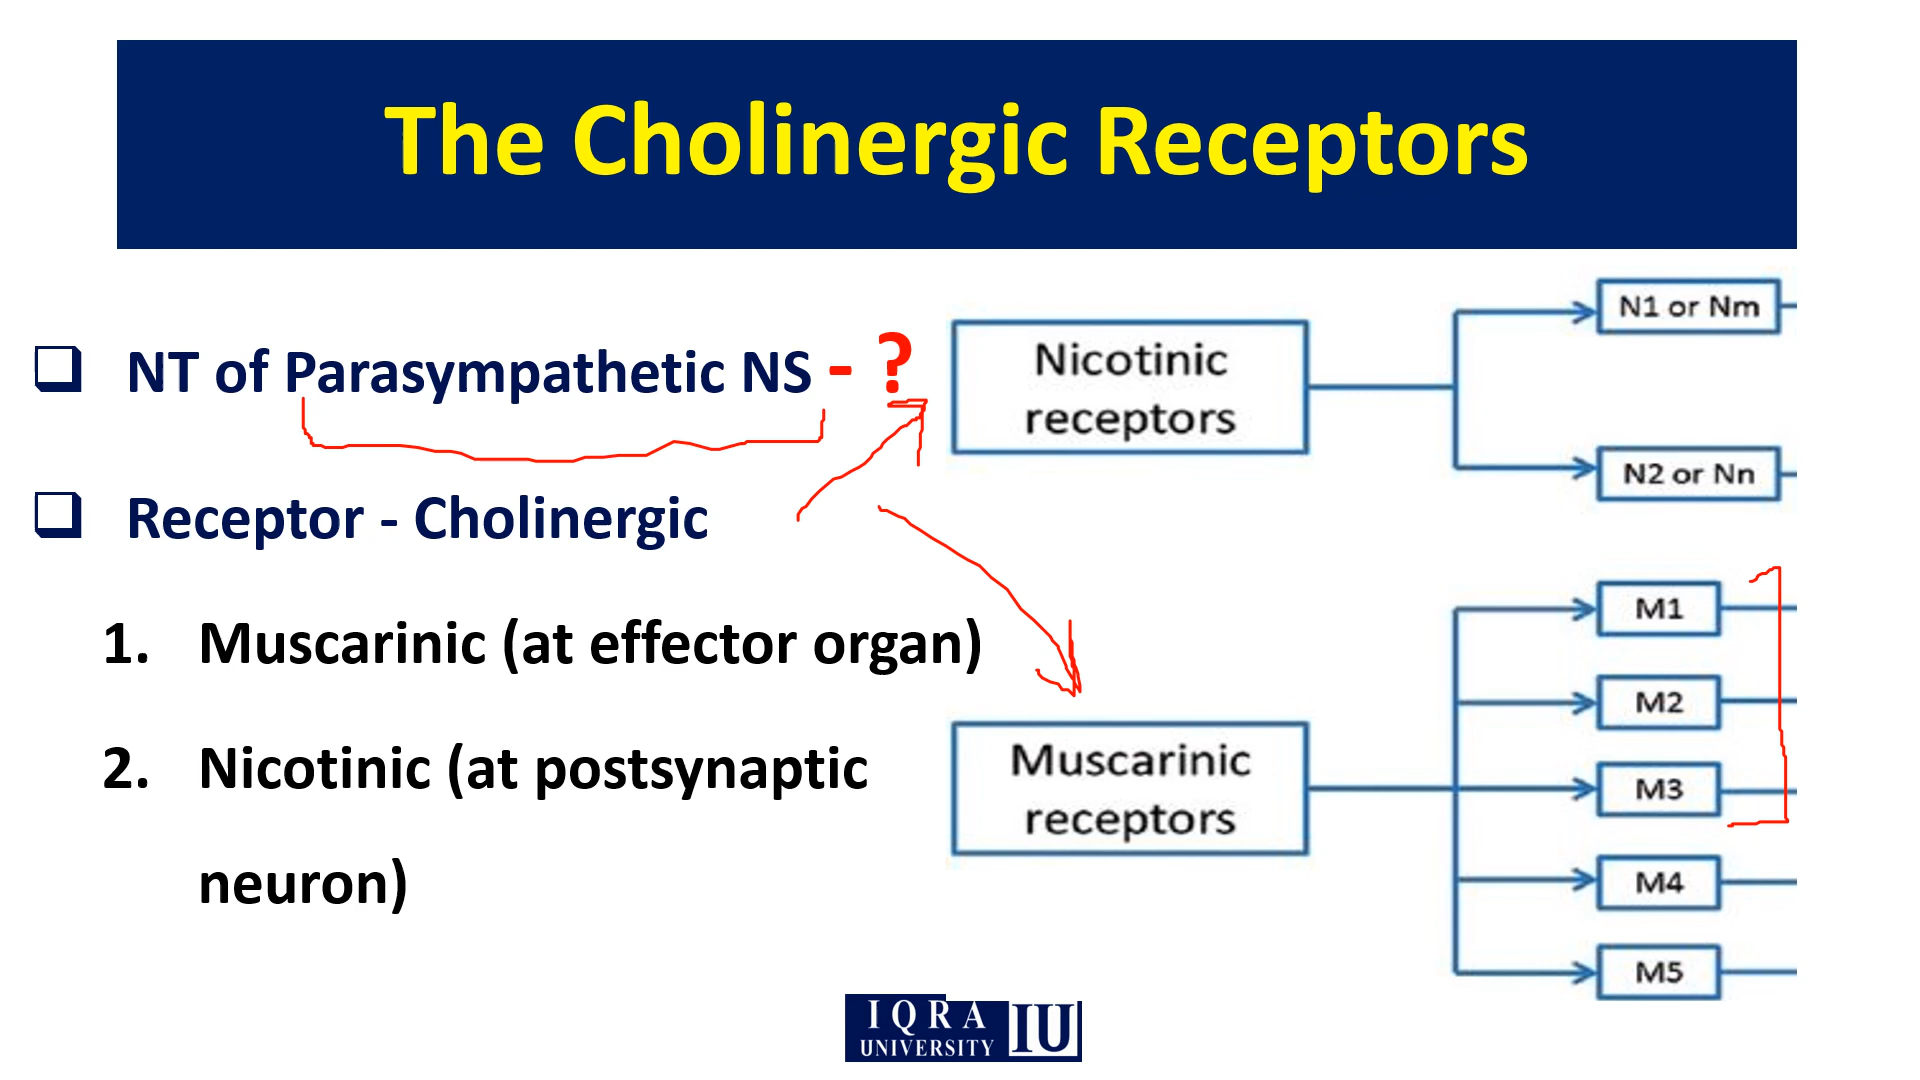 The Cholinergic Receptors
❑ NT of Parasympathetic NS - ?
❑ Receptor - Cholinergic
1. Muscarinic (at effector organ)
2. Nicotinic (at postsynaptic
neuron)
Nicotinic
receptors
N1 or Nm
N2 or Nn
Muscarinic
receptors
M1
M2
M3
M4
M5
IQRA
UNIVERSITY
IU